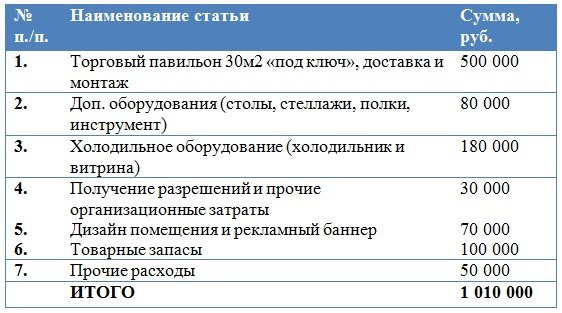 № Наименование статьи Сумма,
п./п. руб.
1. Торговый павильон 30м2 «под ключ», доставка и 500 000
монтаж
2. Доп. оборудования (столы, стеллажи, полки, 80 000
инструмент)
3. Холодильное оборудование (холодильник и 180 000
витрина)
4. Получение разрешений и прочие 30 000
организационные затраты
5. Дизайн помещения и рекламный баннер 70 000
6. Товарные запасы 100 000
7. Прочие расходы 50 000
ИТОГО 1 010 000